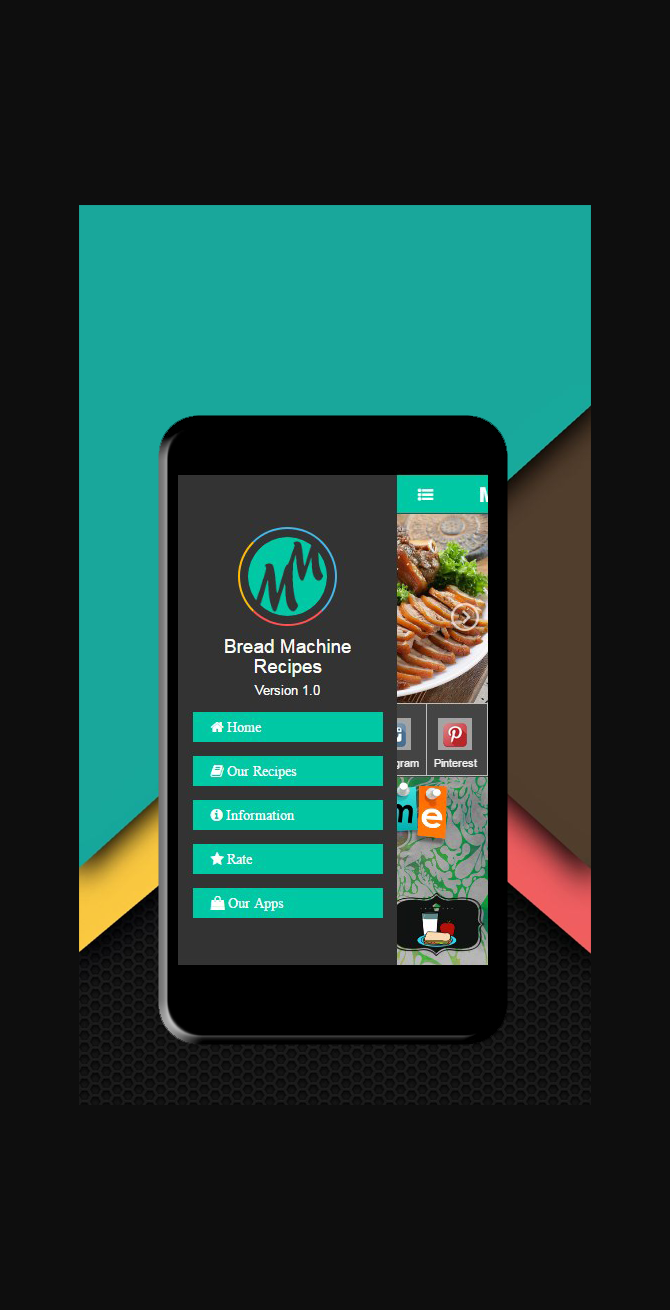 MM
Bread Machine
Recipes
Version 1.0
Home
Our Recipes
Information
Rate
Our Apps
M
gram
Pinterest
me